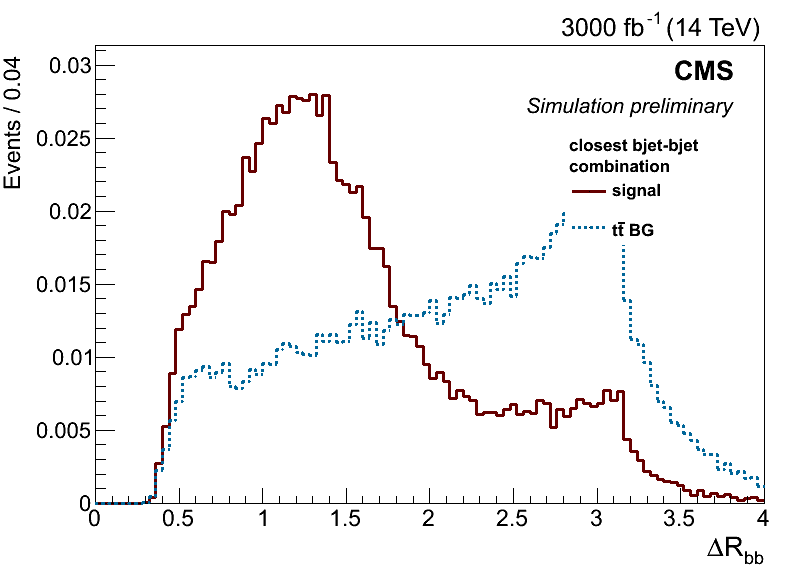 3000 fb⁻¹ (14 TeV)
Events / 0.04
CMS
Simulation preliminary
closest bjet-bjet
combination
signal
tt̄ BG
0.03
0.025
0.02
0.015
0.01
0.005
0
0 0.5 1 1.5 2 2.5 3 3.5 4
ΔR_bb